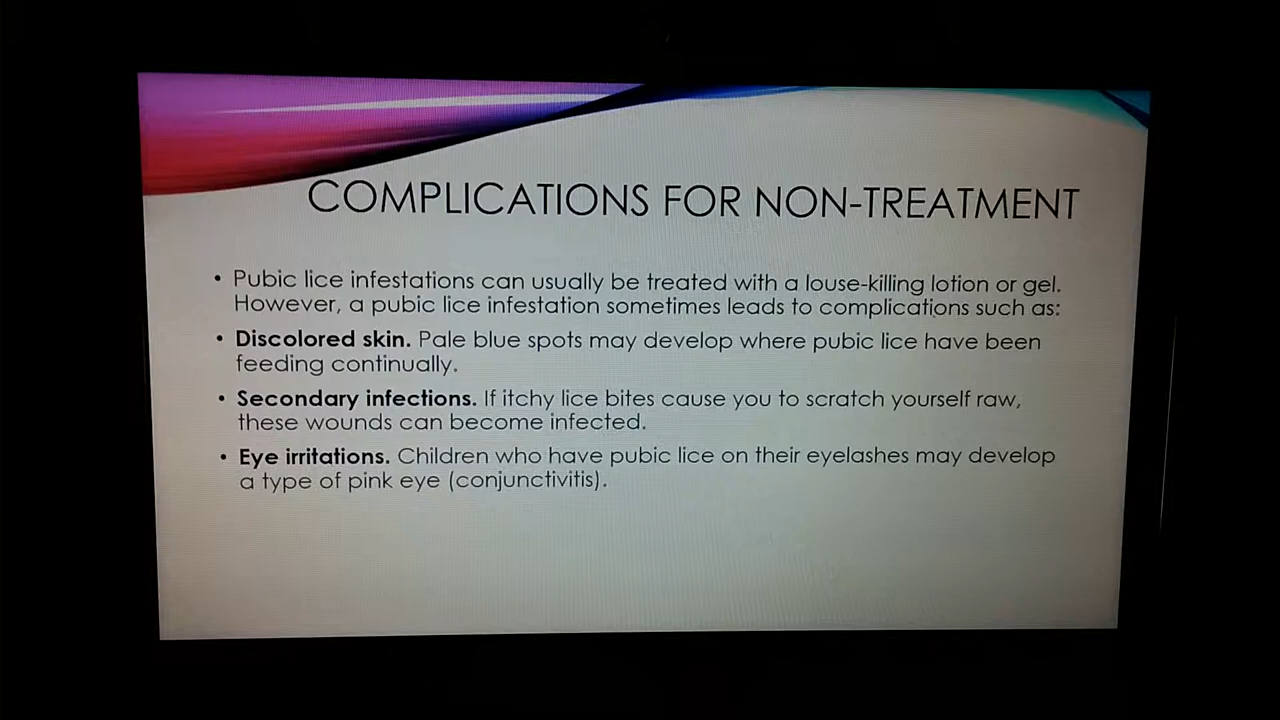 COMPLICATIONS FOR NON-TREATMENT
• Pubic lice infestations can usually be treated with a louse-killing lotion or gel.
However, a pubic lice infestation sometimes leads to complications such as:
• Discolored skin. Pale blue spots may develop where pubic lice have been
feeding continually.
• Secondary infections. If itchy lice bites cause you to scratch yourself raw,
these wounds can become infected.
• Eye irritations. Children who have pubic lice on their eyelashes may develop
a type of pink eye (conjunctivitis).